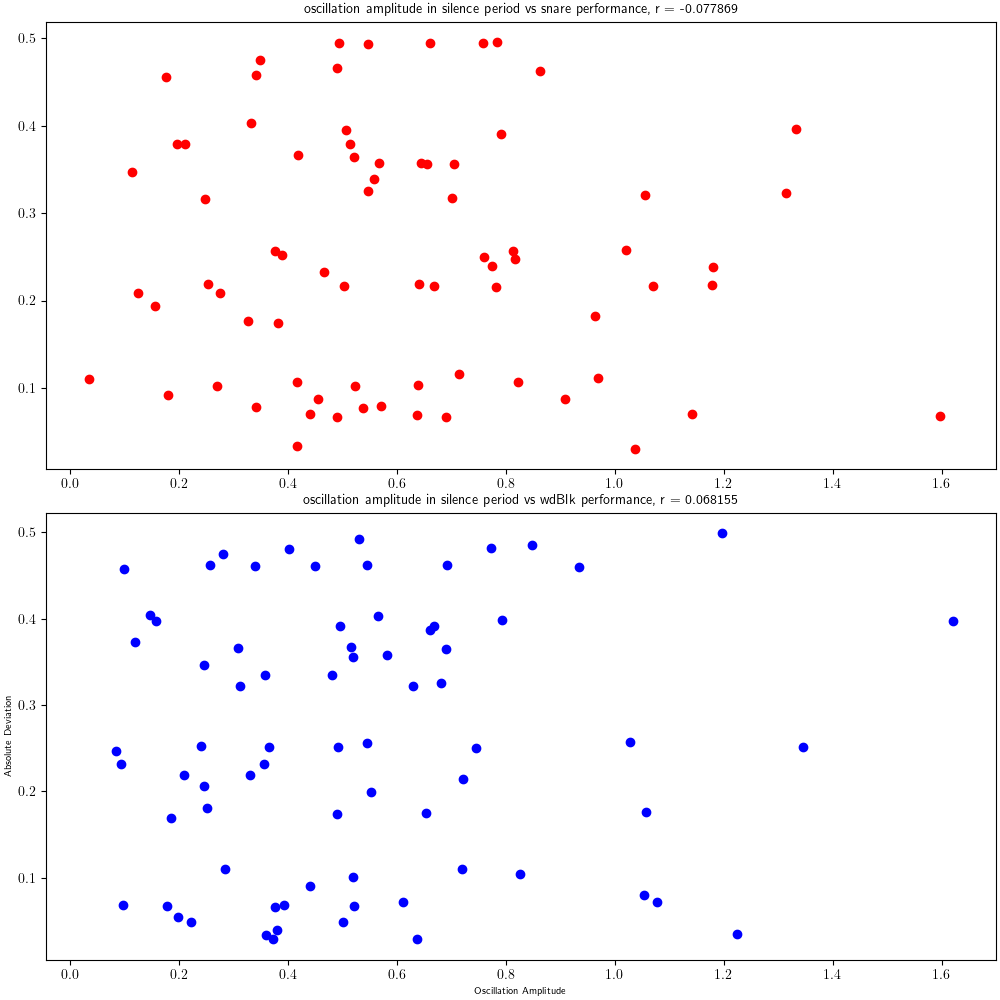 oscillation amplitude in silence period vs snare performance, r = -0.077869
0.5
0.4
0.3
0.2
0.1
0.0 0.2 0.4 0.6 0.8 1.0 1.2 1.4 1.6
oscillation amplitude in silence period vs wdBlk performance, r = 0.068155
0.5
0.4
0.3
0.2
0.1
Absolute Deviation
0.0 0.2 0.4 0.6 0.8 1.0 1.2 1.4 1.6
Oscillation Amplitude